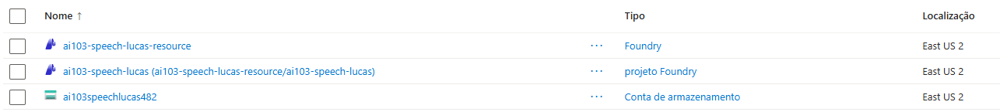 Nome ↑ Tipo Localização
ai103-speech-lucas-resource ··· Foundry East US 2
ai103-speech-lucas (ai103-speech-lucas-resource/ai103-speech-lucas) ··· projeto Foundry East US 2
ai103speechlucas482 ··· Conta de armazenamento East US 2